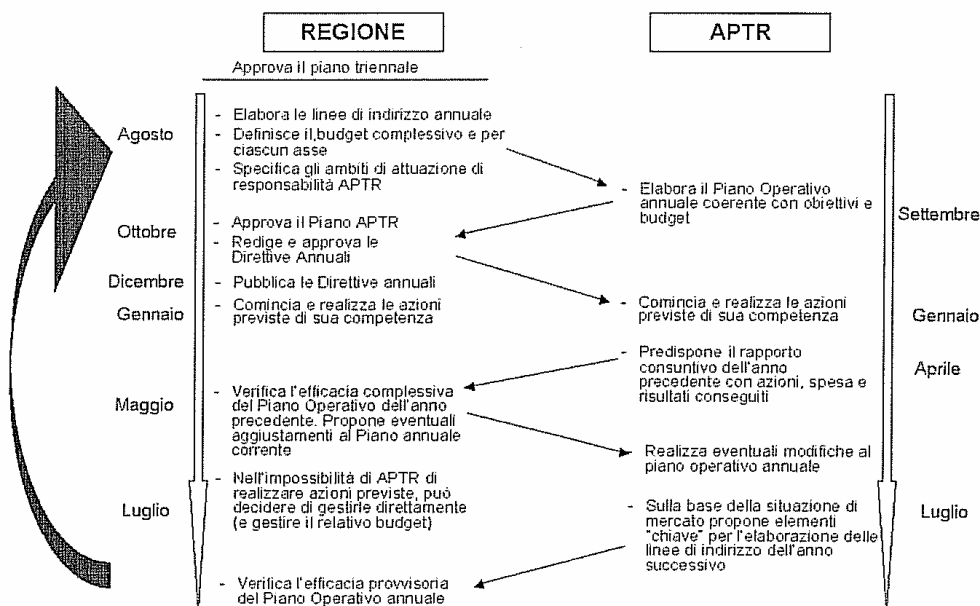 REGIONE
APTR
Approva il piano triennale
Agosto
- Elabora le linee di indirizzo annuale
- Definisce il,budget complessivo e per
ciascun asse
- Specifica gli ambiti di attuazione di
responsabilità APTR
- Elabora il Piano Operativo
annuale coerente con obiettivi e
budget
Settembre
Ottobre
- Approva il Piano APTR
- Redige e approva le
Direttive Annuali
Dicembre
- Pubblica le Direttive annuali
Gennaio
- Comincia e realizza le azioni
previste di sua competenza
- Comincia e realizza le azioni
previste di sua competenza
Gennaio
- Predispone il rapporto
consuntivo dell'anno
precedente con azioni, spesa e
risultati conseguiti
Aprile
Maggio
- Verifica l'efficacia complessiva
del Piano Operativo dell'anno
precedente. Propone eventuali
aggiustamenti al Piano annuale
corrente
- Realizza eventuali modifiche al
piano operativo annuale
Luglio
- Nell'impossibilità di APTR di
realizzare azioni previste, può
decidere di gestirle direttamente
(e gestire il relativo budget)
- Sulla base della situazione di
mercato propone elementi
"chiave" per l'elaborazione delle
linee di indirizzo dell'anno
successivo
Luglio
- Verifica l'efficacia provvisoria
del Piano Operativo annuale